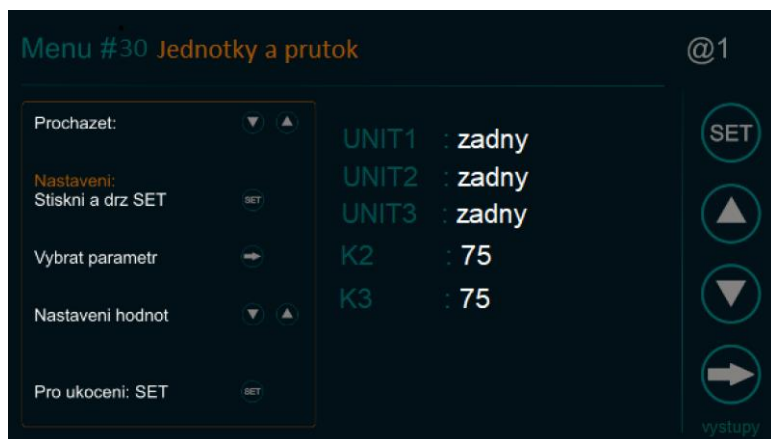 Menu #30 Jednotky a prutok
@1
Prochazet:
Nastaveni:
Stiskni a drz SET
SET
Vybrat parametr
Nastaveni hodnot
Pro ukoceni: SET
SET
UNIT1 : zadny
UNIT2 : zadny
UNIT3 : zadny
K2 : 75
K3 : 75
SET
vystupy